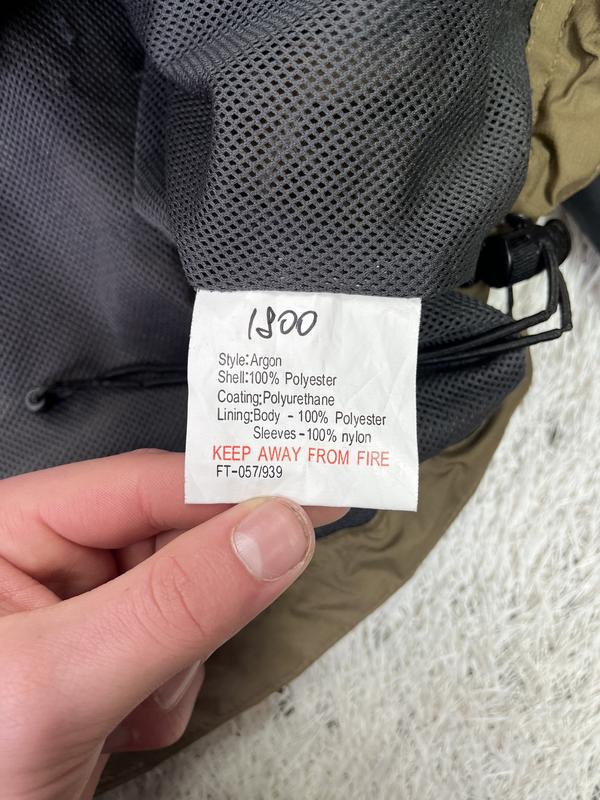 1800
Style:Argon
Shell:100% Polyester
Coating:Polyurethane
Lining:Body - 100% Polyester
Sleeves-100% nylon
KEEP AWAY FROM FIRE
FT-057/939